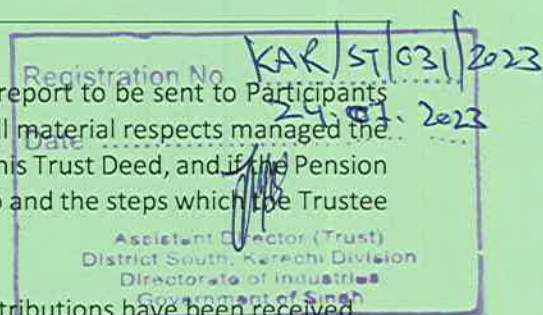 Registration No KAR/ST/031/2023
report to be sent to Participants
ll material respects managed the
Date 24.07.2023
his Trust Deed, and if the Pension
and the steps which the Trustee
Assistant Director (Trust)
District South, Karachi Division
Directorate of Industries
Government of Sindh
tributions have been received